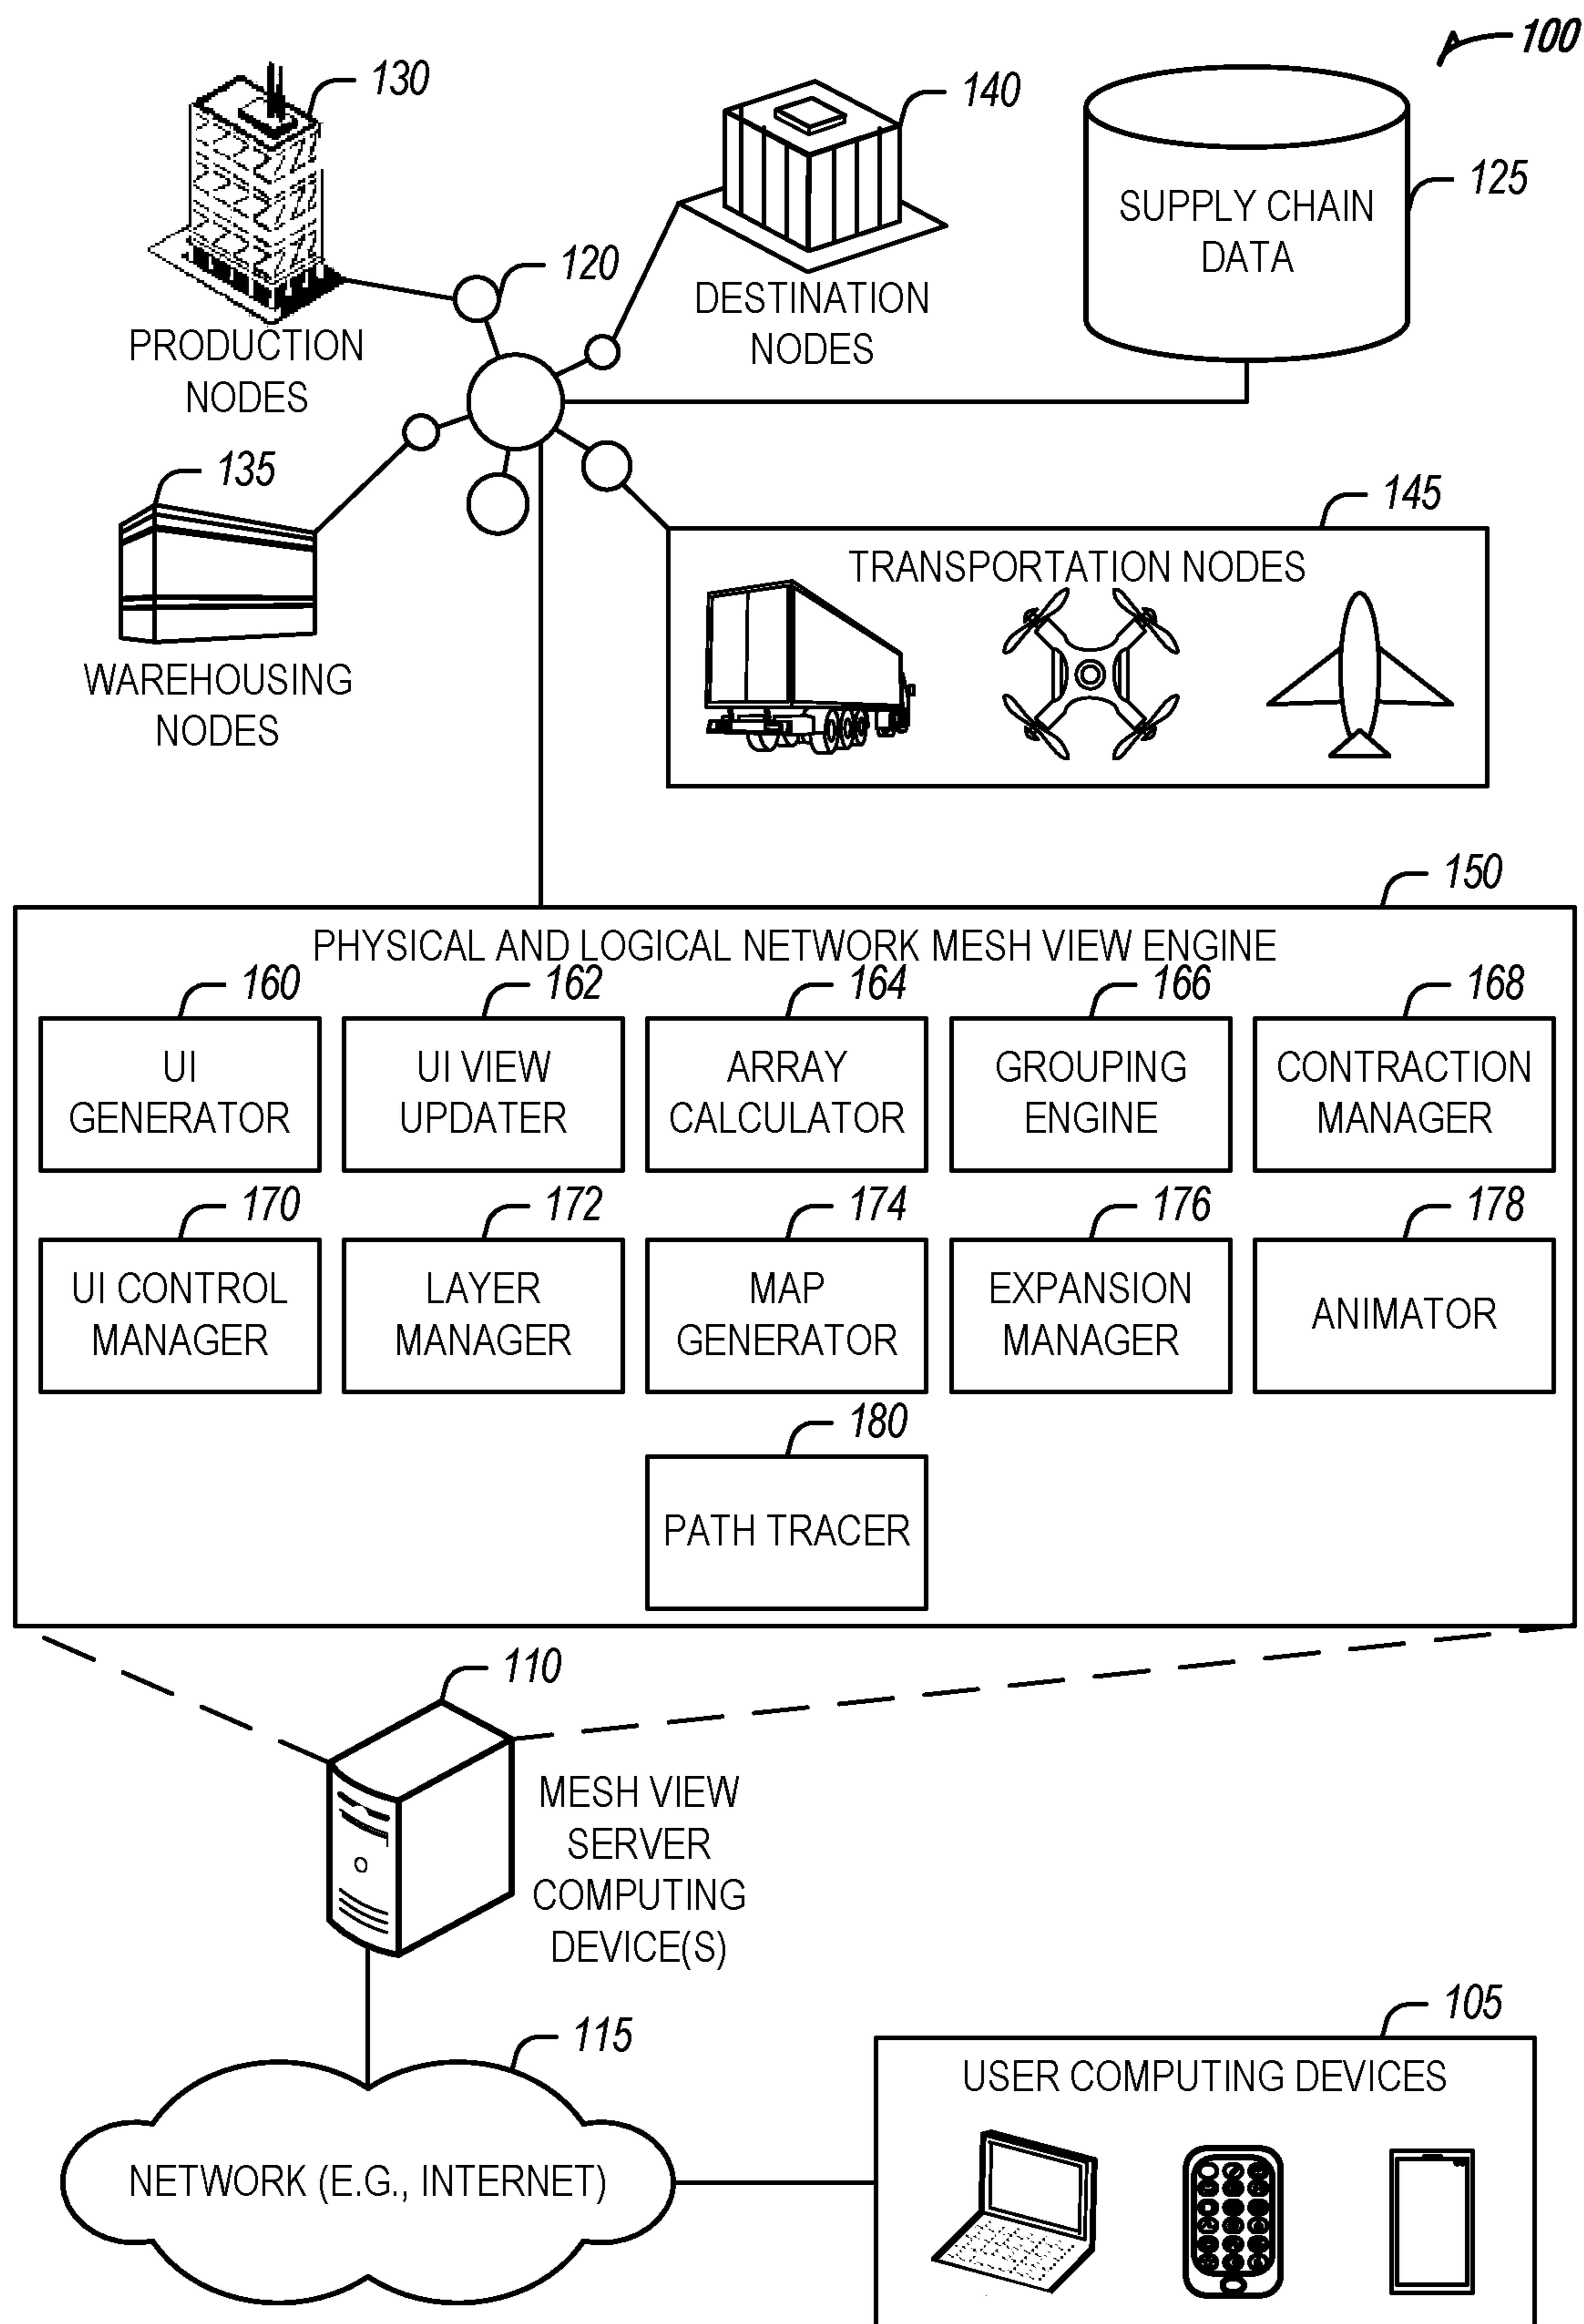 100
130
140
125
SUPPLY CHAIN
DATA
120
DESTINATION
NODES
PRODUCTION
NODES
135
145
TRANSPORTATION NODES
WAREHOUSING
NODES
150
PHYSICAL AND LOGICAL NETWORK MESH VIEW ENGINE
160
162
164
166
168
UI
GENERATOR
UI VIEW
UPDATER
ARRAY
CALCULATOR
GROUPING
ENGINE
CONTRACTION
MANAGER
170
172
174
176
178
UI CONTROL
MANAGER
LAYER
MANAGER
MAP
GENERATOR
EXPANSION
MANAGER
ANIMATOR
180
PATH TRACER
110
MESH VIEW
SERVER
COMPUTING
DEVICE(S)
115
NETWORK (E.G., INTERNET)
105
USER COMPUTING DEVICES